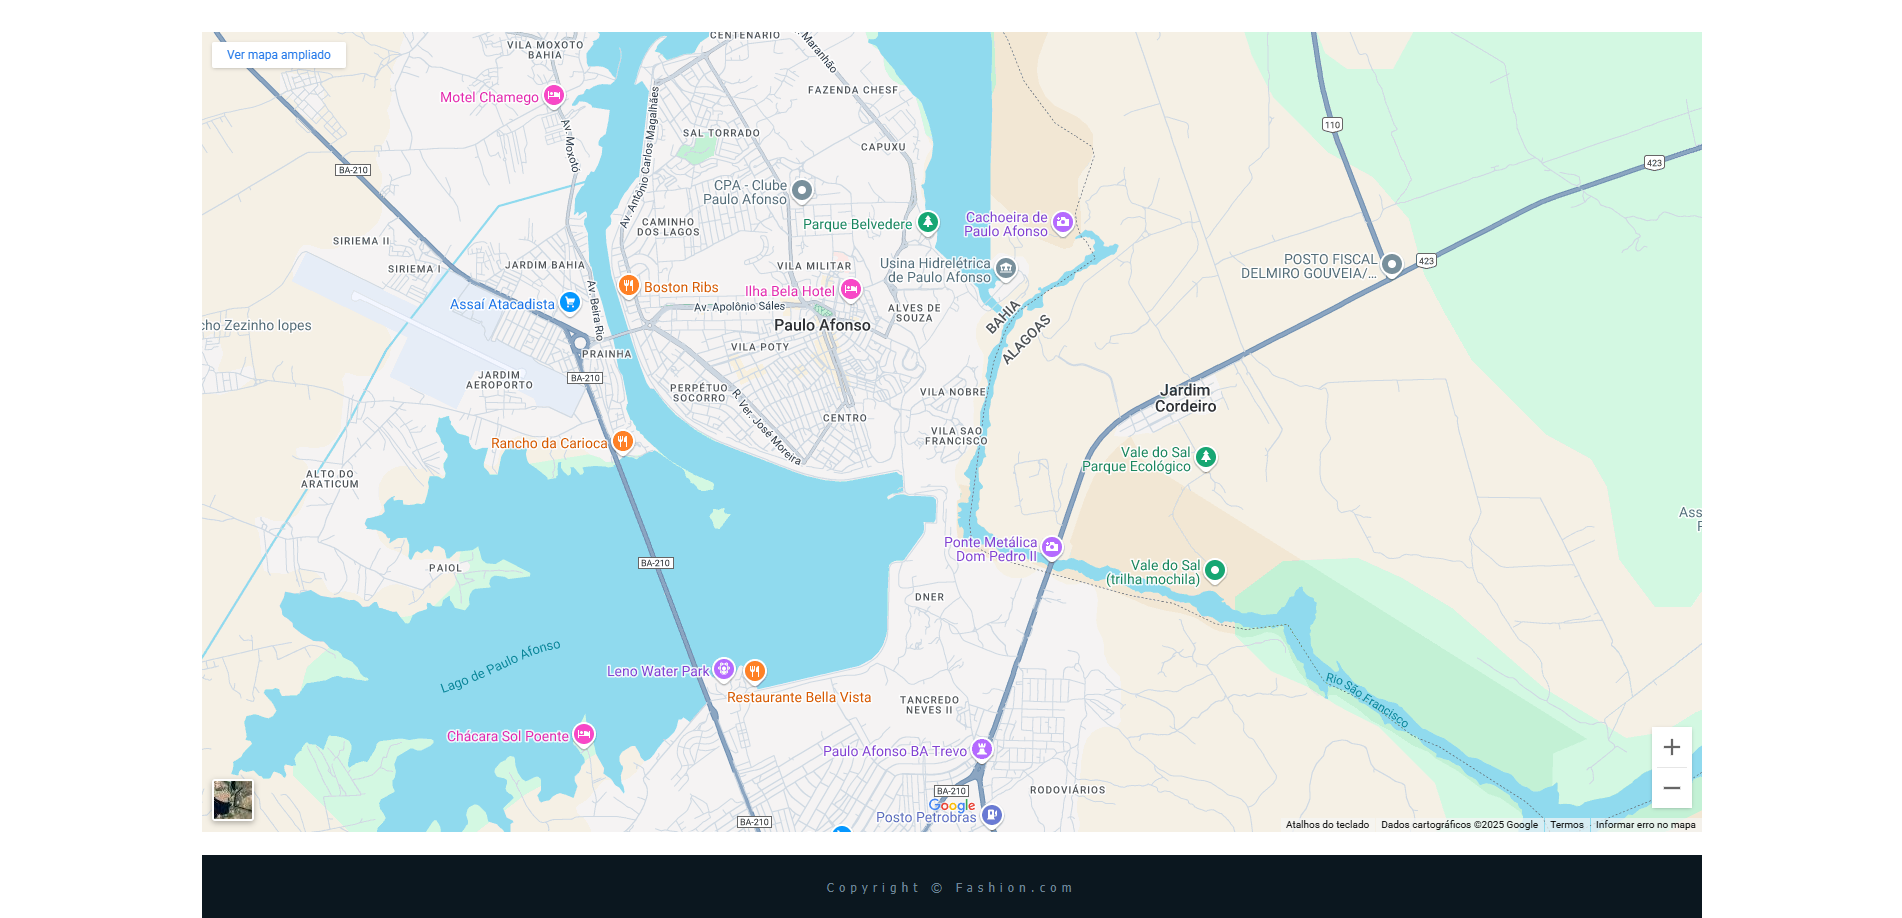 Ver mapa ampliado
CENTENÁRIO
Maranhão
VILA MOXOTO
BAHIA
FAZENDA CHESF
Motel Chamego
Av. Moxotó
Av. Antônio Carlos Magalhães
SAL TORRADO
110
CAPUXU
423
BA-210
CPA - Clube
Paulo Afonso
CAMINHO
DOS LAGOS
Parque Belvedere
Cachoeira de
Paulo Afonso
SIRIEMA II
SIRIEMA I
JARDIM BAHIA
VILA MILITAR
Usina Hidrelétrica
de Paulo Afonso
POSTO FISCAL
DELMIRO GOUVEIA/...
423
Boston Ribs
Ilha Bela Hotel
Assaí Atacadista
Av. Beira Rio
Av. Apolônio Sáles
ALVES DE
SOUZA
BAHIA
ALAGOAS
cho Zezinho lopes
Paulo Afonso
PRAINHA
VILA POTY
JARDIM
AEROPORTO
BA-210
PERPÉTUO
SOCORRO
R. Ver. José Moreira
VILA NOBRE
Jardim
Cordeiro
CENTRO
VILA SAO
FRANCISCO
Rancho da Carioca
Vale do Sal
Parque Ecológico
ALTO DO
ARATICUM
Ass
Ponte Metálica
Dom Pedro II
BA-210
PAIOL
Vale do Sal
(trilha mochila)
DNER
Lago de Paulo Afonso
Leno Water Park
Restaurante Bella Vista
Rio São Francisco
TANCREDO
NEVES II
Chácara Sol Poente
Paulo Afonso BA Trevo
BA-210
RODOVIÁRIOS
Google
Posto Petrobras
BA-210
Atalhos do teclado
Dados cartográficos ©2025 Google
Termos
Informar erro no mapa
Copyright © Fashion.com